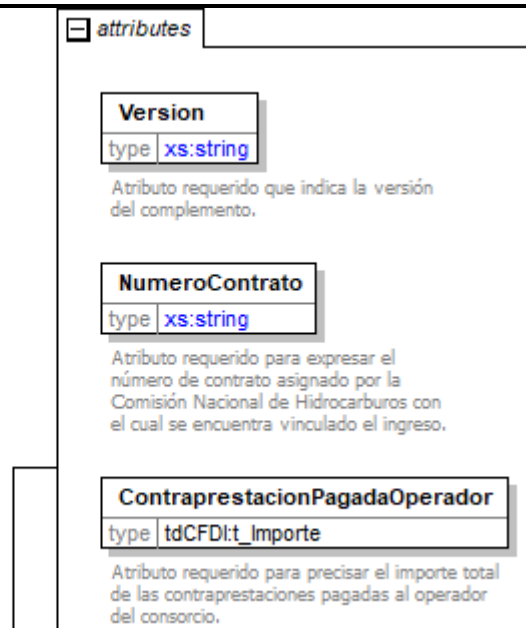 attributes
Version
type xs:string
Atributo requerido que indica la versión
del complemento.
NumeroContrato
type xs:string
Atributo requerido para expresar el
número de contrato asignado por la
Comisión Nacional de Hidrocarburos con
el cual se encuentra vinculado el ingreso.
ContraprestacionPagadaOperador
type tdCFDI:t_Importe
Atributo requerido para precisar el importe total
de las contraprestaciones pagadas al operador
del consorcio.